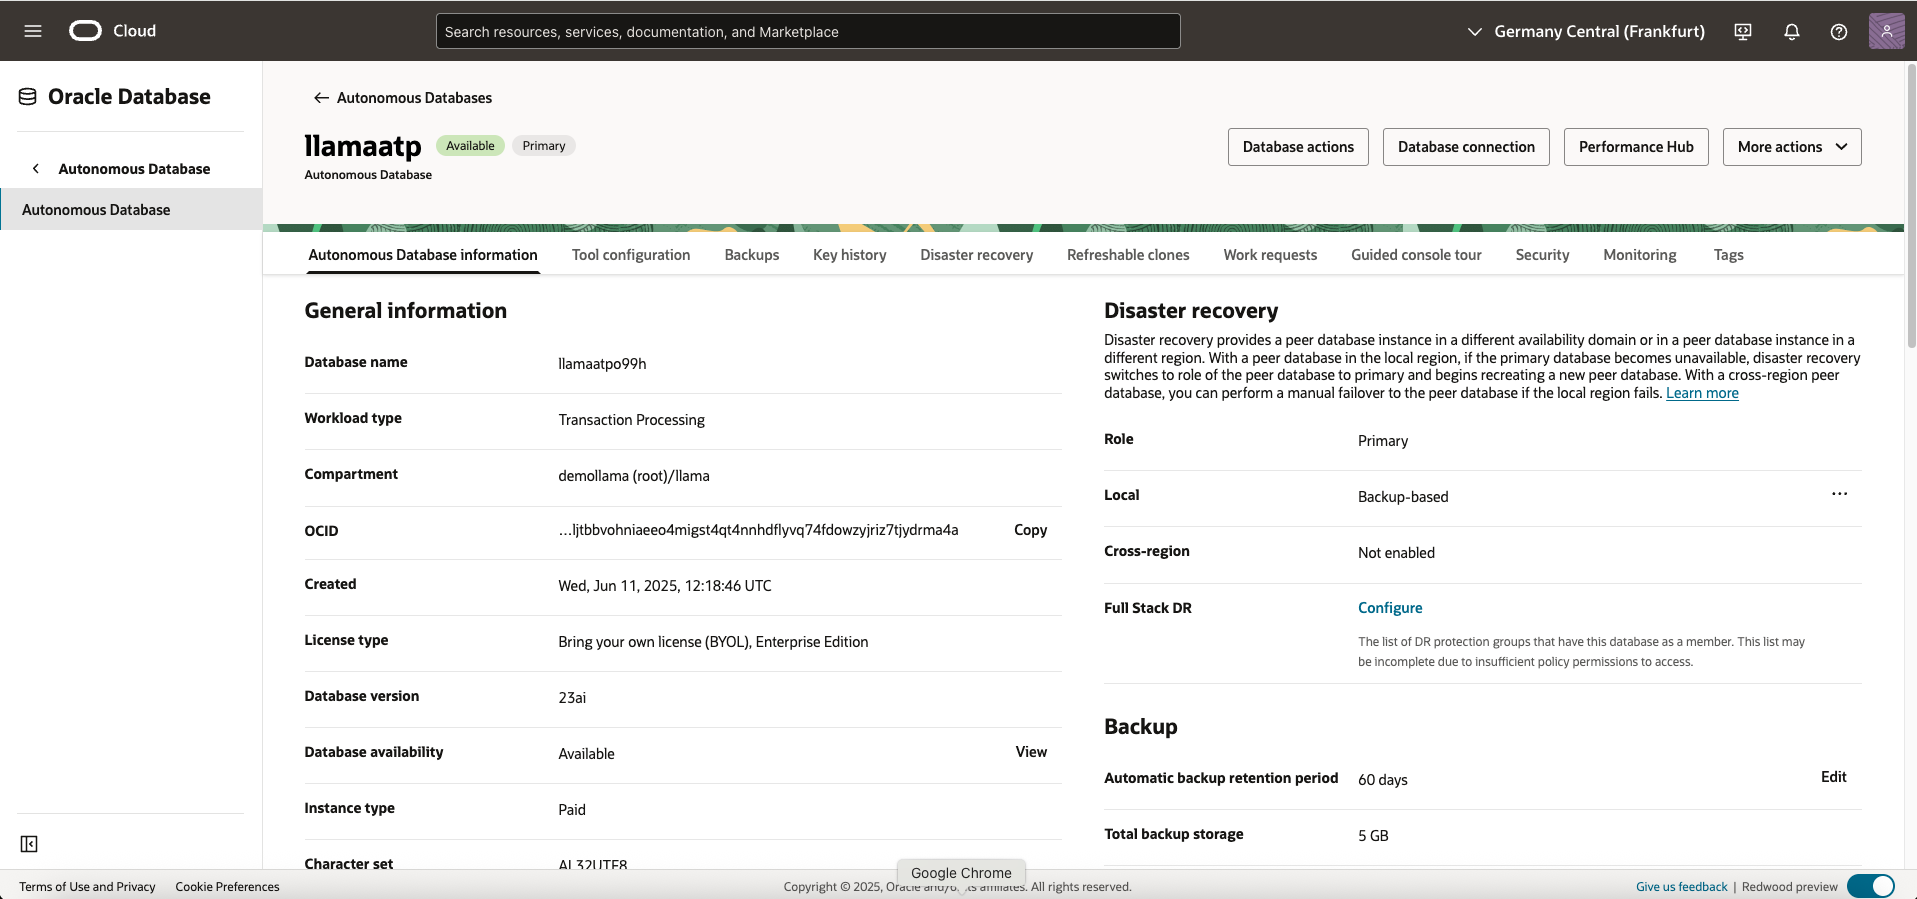 Cloud
Search resources, services, documentation, and Marketplace
Germany Central (Frankfurt)
Oracle Database
Autonomous Database
Autonomous Database
Autonomous Databases
llamaatp
Available
Primary
Autonomous Database
Database actions
Database connection
Performance Hub
More actions
Autonomous Database information
Tool configuration
Backups
Key history
Disaster recovery
Refreshable clones
Work requests
Guided console tour
Security
Monitoring
Tags
General information
Database name
llamaatpo99h
Workload type
Transaction Processing
Compartment
demollama (root)/llama
OCID
...ljtbbvohniaeeo4migst4qt4nnhdflyvq74fdowzyjriz7tjydrma4a
Copy
Created
Wed, Jun 11, 2025, 12:18:46 UTC
License type
Bring your own license (BYOL), Enterprise Edition
Database version
23ai
Database availability
Available
View
Instance type
Paid
Character set
AL32UTF8
Disaster recovery
Disaster recovery provides a peer database instance in a different availability domain or in a peer database instance in a
different region. With a peer database in the local region, if the primary database becomes unavailable, disaster recovery
switches to role of the peer database to primary and begins recreating a new peer database. With a cross-region peer
database, you can perform a manual failover to the peer database if the local region fails. Learn more
Role
Primary
Local
Backup-based
Cross-region
Not enabled
Full Stack DR
Configure
The list of DR protection groups that have this database as a member. This list may
be incomplete due to insufficient policy permissions to access.
Backup
Automatic backup retention period
60 days
Edit
Total backup storage
5 GB
Google Chrome
Terms of Use and Privacy
Cookie Preferences
Copyright © 2025, Oracle and/ affiliates. All rights reserved.
Give us feedback | Redwood preview